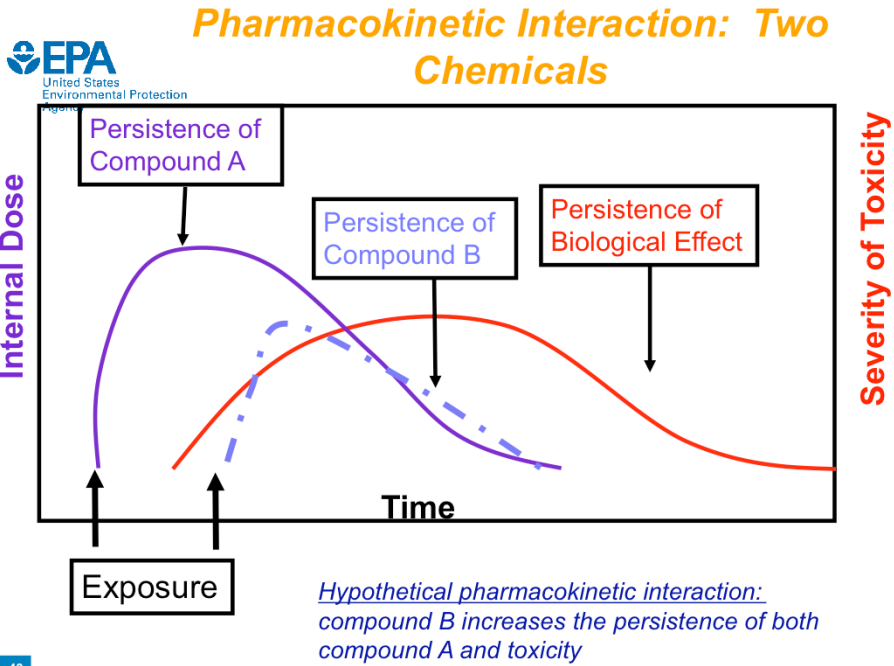 Pharmacokinetic Interaction: Two
Chemicals
EPA
United States
Environmental Protection
Agency
Persistence of
Compound A
Persistence of
Compound B
Persistence of
Biological Effect
Internal Dose
Severity of Toxicity
Time
Exposure
Hypothetical pharmacokinetic interaction:
compound B increases the persistence of both
compound A and toxicity